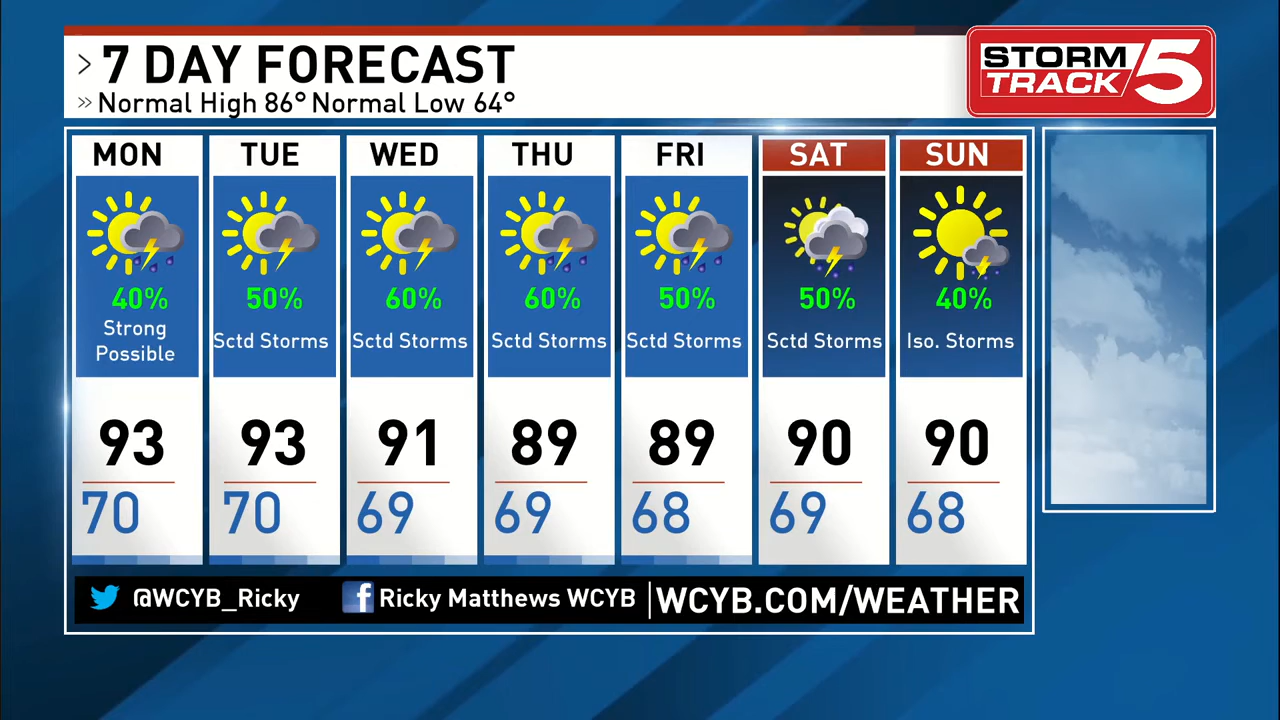 > 7 DAY FORECAST
» Normal High 86° Normal Low 64°
STORM
TRACK 5
MON
40%
Strong
Possible
93
70
TUE
50%
Sctd Storms
93
70
WED
60%
Sctd Storms
91
69
THU
60%
Sctd Storms
89
69
FRI
50%
Sctd Storms
89
68
SAT
50%
Sctd Storms
90
69
SUN
40%
Iso. Storms
90
68
@WCYB_Ricky
Ricky Matthews WCYB
WCYB.COM/WEATHER